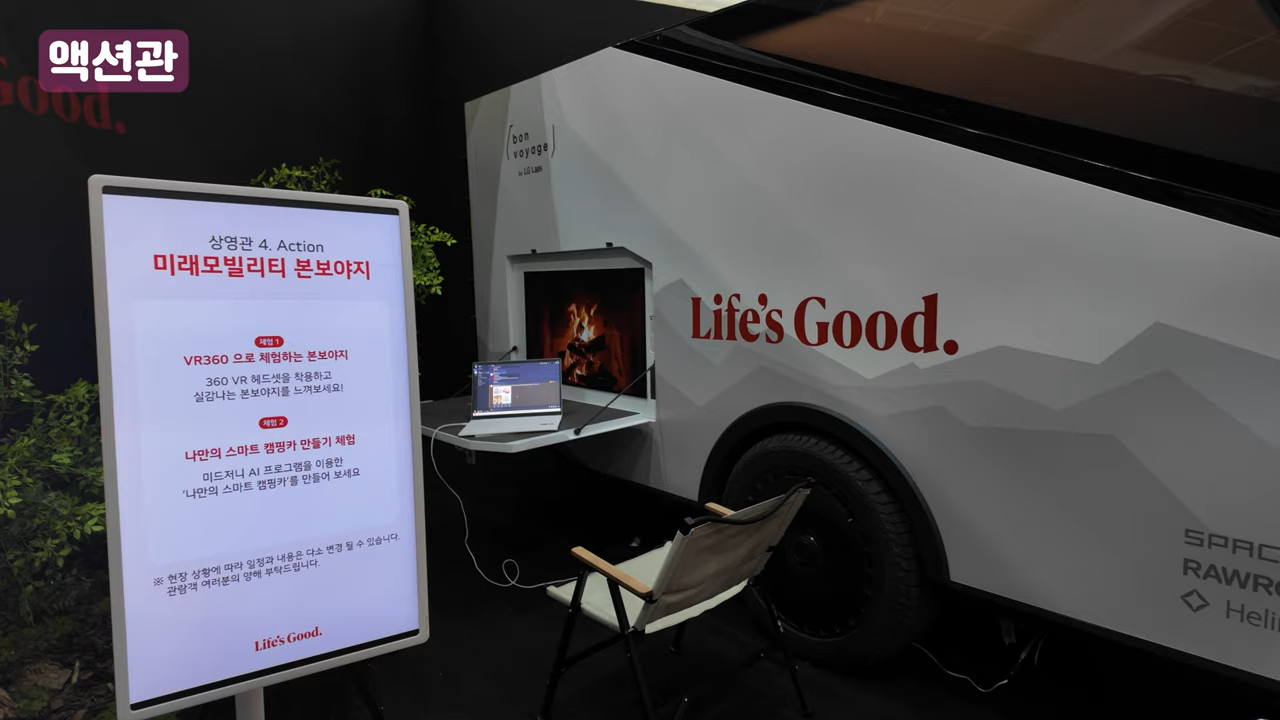 액션관
Good.
bon
voyage
by LG Labs
상영관 4. Action
미래모빌리티 본보야지
체험 1
VR360 으로 체험하는 본보야지
360 VR 헤드셋을 착용하고
실감나는 본보야지를 느껴보세요!
체험 2
나만의 스마트 캠핑카 만들기 체험
미드저니 AI 프로그램을 이용한
'나만의 스마트 캠핑카'를 만들어 보세요
※ 현장 상황에 따라 일정과 내용은 다소 변경 될 수 있습니다.
관람객 여러분의 양해 부탁드립니다.
Life's Good.
Life's Good.